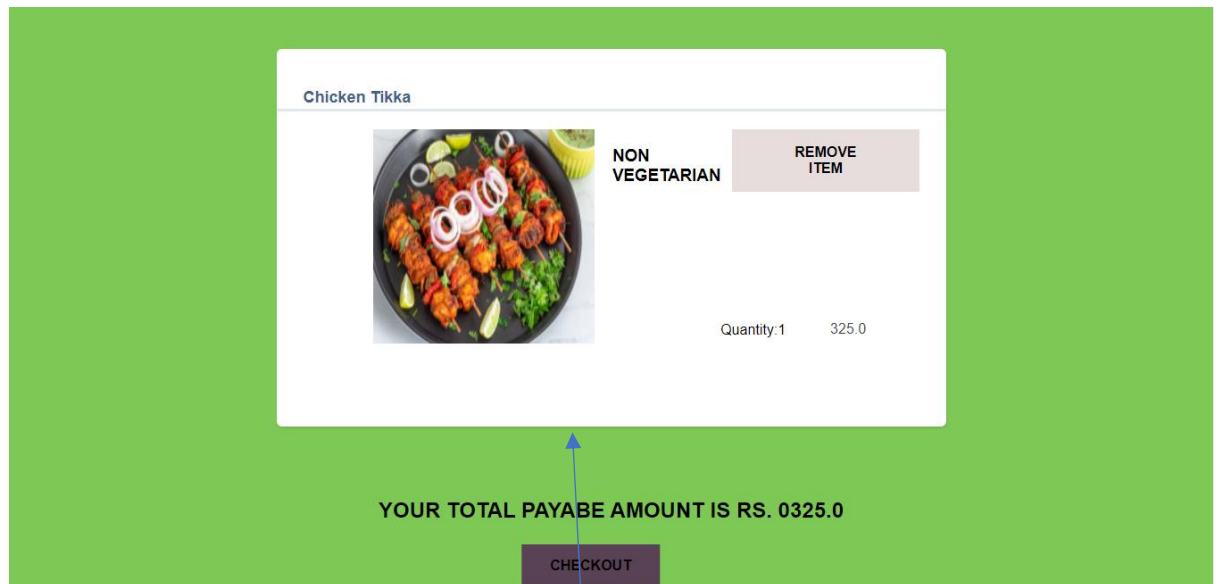 Chicken Tikka
NON
VEGETARIAN
REMOVE
ITEM
Quantity:1 325.0
YOUR TOTAL PAYABE AMOUNT IS RS. 0325.0
CHECKOUT